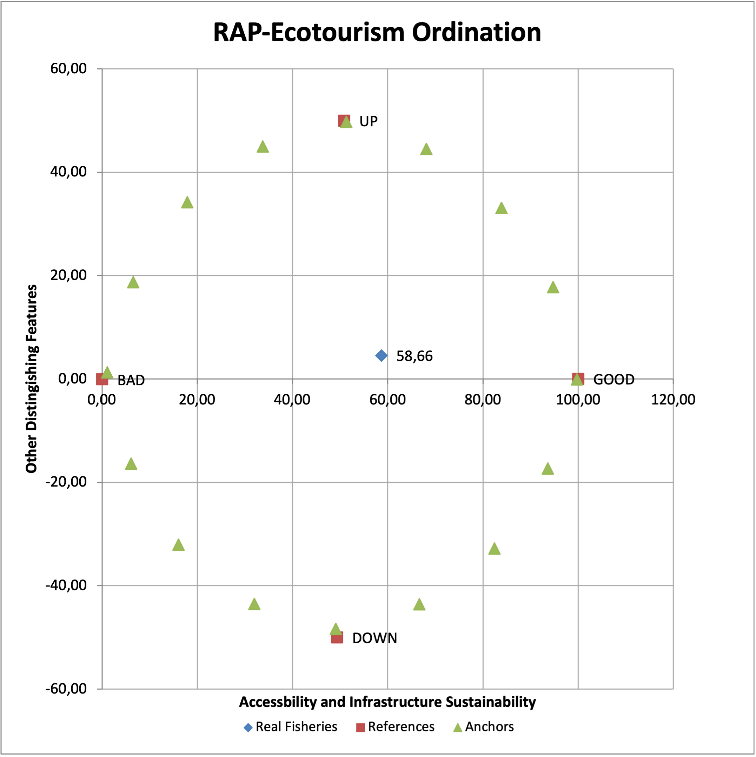 RAP-Ecotourism Ordination
60,00
UP
40,00
20,00
58,66
0,00
BAD
GOOD
0,00 20,00 40,00 60,00 80,00 100,00 120,00
Other Distingishing Features
-20,00
-40,00
DOWN
-60,00
Accessbility and Infrastructure Sustainability
Real Fisheries References Anchors